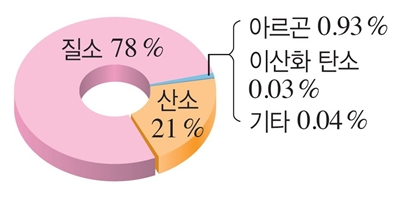 질소 78 %
산소
21 %
아르곤 0.93 %
이산화 탄소
0.03 %
기타 0.04 %